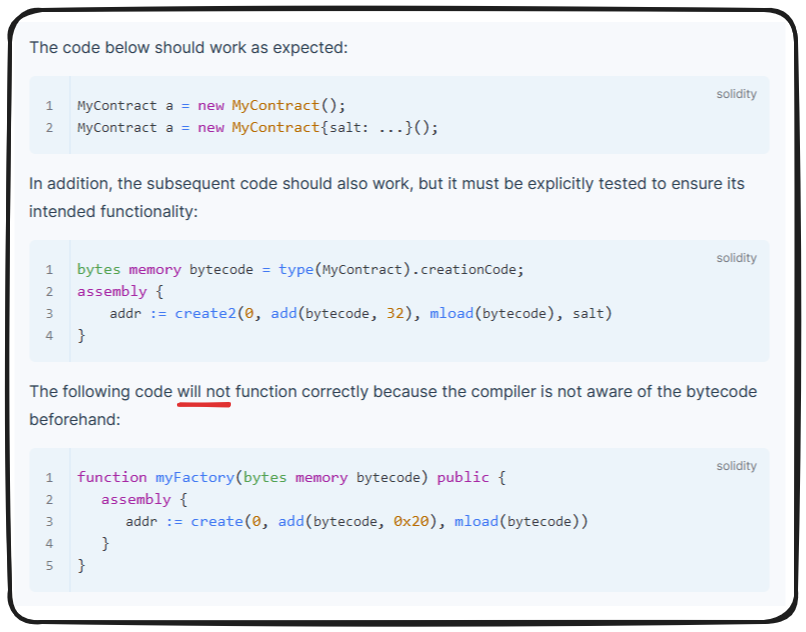 The code below should work as expected:
solidity
1 MyContract a = new MyContract();
2 MyContract a = new MyContract{salt: ...}();
In addition, the subsequent code should also work, but it must be explicitly tested to ensure its
intended functionality:
solidity
1 bytes memory bytecode = type(MyContract).creationCode;
2 assembly {
3     addr := create2(0, add(bytecode, 32), mload(bytecode), salt)
4 }
The following code will not function correctly because the compiler is not aware of the bytecode
beforehand:
solidity
1 function myFactory(bytes memory bytecode) public {
2    assembly {
3       addr := create(0, add(bytecode, 0x20), mload(bytecode))
4    }
5 }